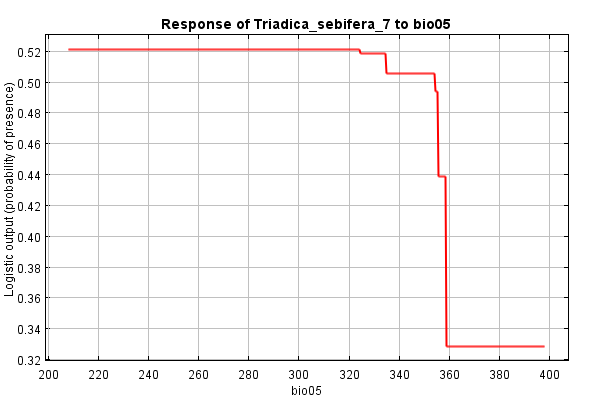 Response of Triadica_sebifera_7 to bio05
Logistic output (probability of presence)
0.52
0.50
0.48
0.46
0.44
0.42
0.40
0.38
0.36
0.34
0.32
200 220 240 260 280 300 320 340 360 380 400
bio05